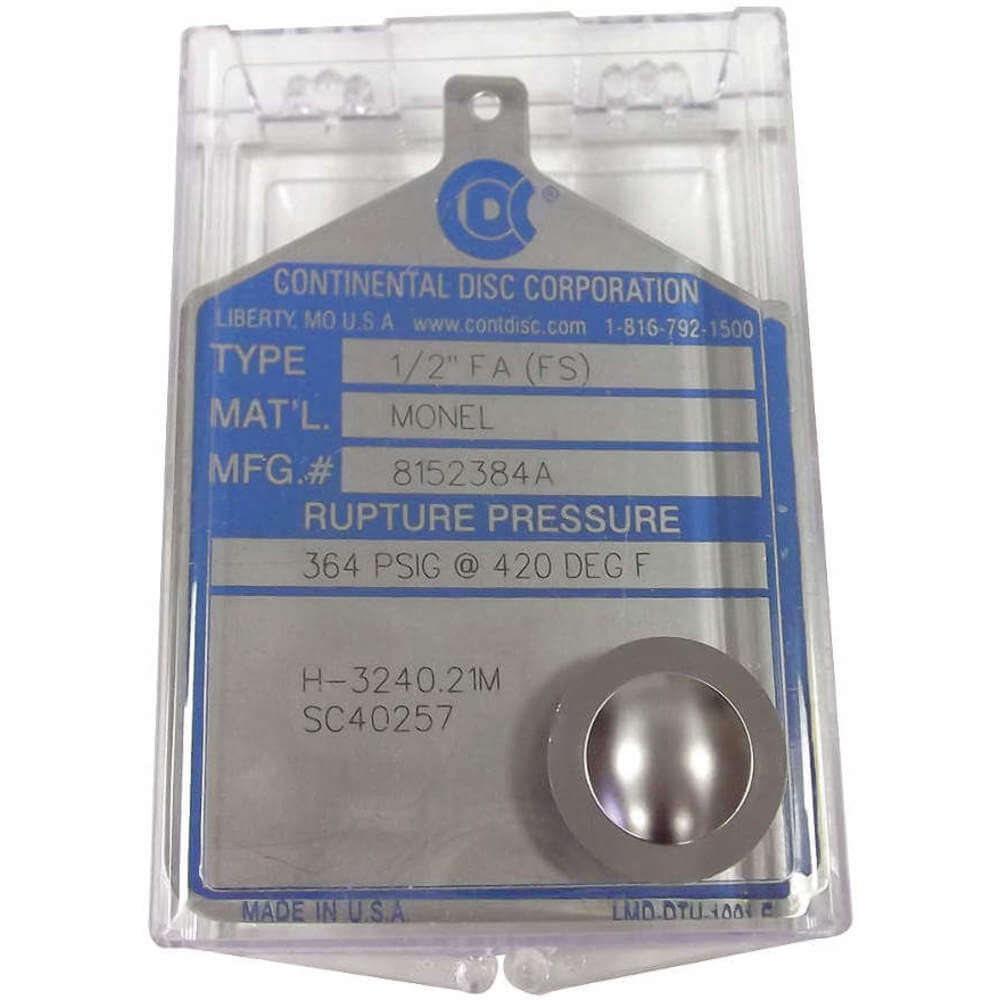 CDC ®
CONTINENTAL DISC CORPORATION
LIBERTY, MO U.S.A www.contdisc.com 1-816-792-1500
TYPE 1/2" FA (FS)
MAT'L. MONEL
MFG.# 8152384A
RUPTURE PRESSURE
364 PSIG @ 420 DEG F
H-3240.21M
SC40257
MADE IN U.S.A.